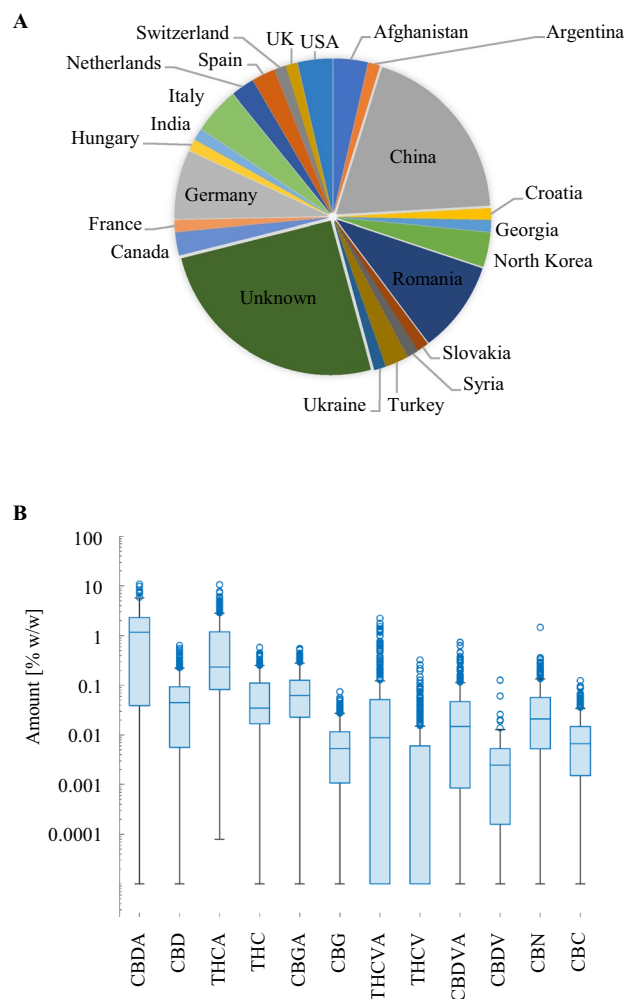 A
Switzerland
UK
USA
Afghanistan
Argentina
Netherlands
Spain
Italy
India
Hungary
China
Germany
Croatia
France
Georgia
Canada
North Korea
Romania
Unknown
Slovakia
Syria
Ukraine
Turkey
B
100
10
1
0.1
0.01
0.001
0.0001
Amount [% w/w]
CBDA
CBD
THCA
THC
CBGA
CBG
THCVA
THCV
CBDVA
CBDV
CBN
CBC